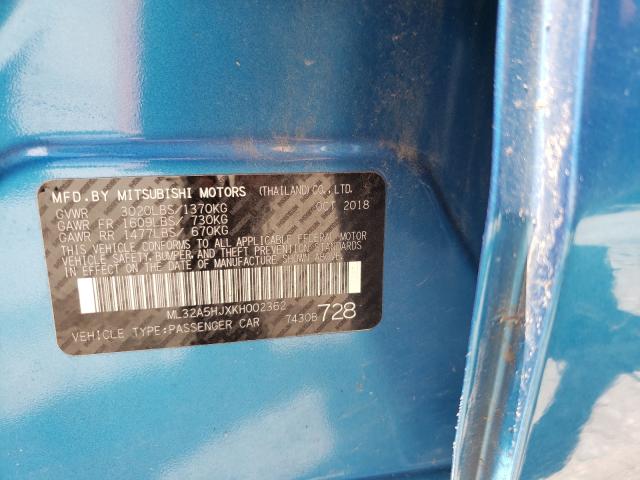 MFD.BY MITSUBISHI MOTORS (THAILAND) CO., LTD.
GVWR 3020LBS/1370KG OCT 2018
GAWR FR 1609LBS/ 730KG
GAWR RR 1477LBS/ 670KG
THIS VEHICLE CONFORMS TO ALL APPLICABLE FEDERAL MOTOR
VEHICLE SAFETY, BUMPER, AND THEFT PREVENTION STANDARDS
IN EFFECT ON THE DATE OF MANUFACTURE SHOWN ABOVE.
ML32A5HJXKH002362
VEHICLE TYPE:PASSENGER CAR 7430B 728